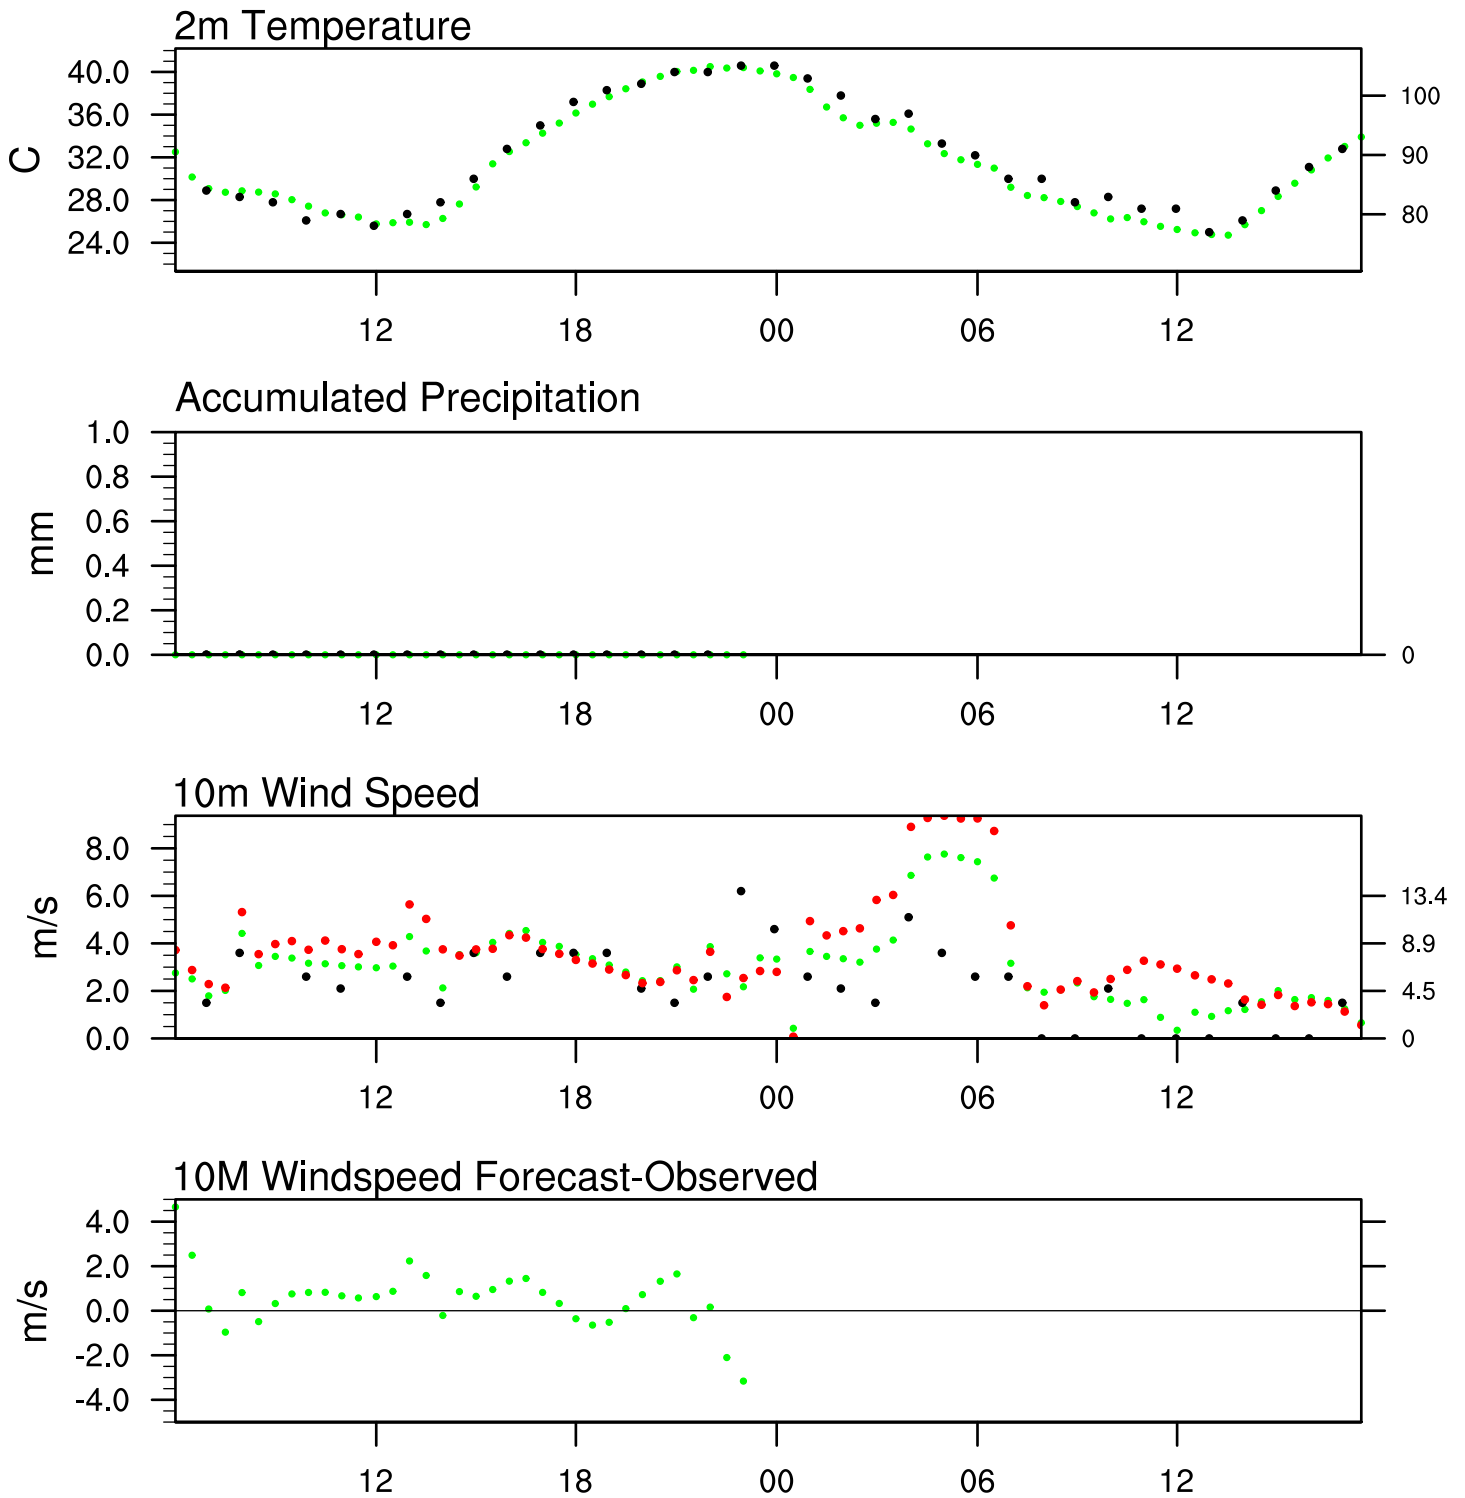 2m Temperature
C
40.0
36.0
32.0
28.0
24.0
100
90
80
12 18 00 06 12
Accumulated Precipitation
mm
1.0
0.8
0.6
0.4
0.2
0.0
0
12 18 00 06 12
10m Wind Speed
m/s
8.0
6.0
4.0
2.0
0.0
13.4
8.9
4.5
0
12 18 00 06 12
10M Windspeed Forecast-Observed
m/s
4.0
2.0
0.0
-2.0
-4.0
12 18 00 06 12